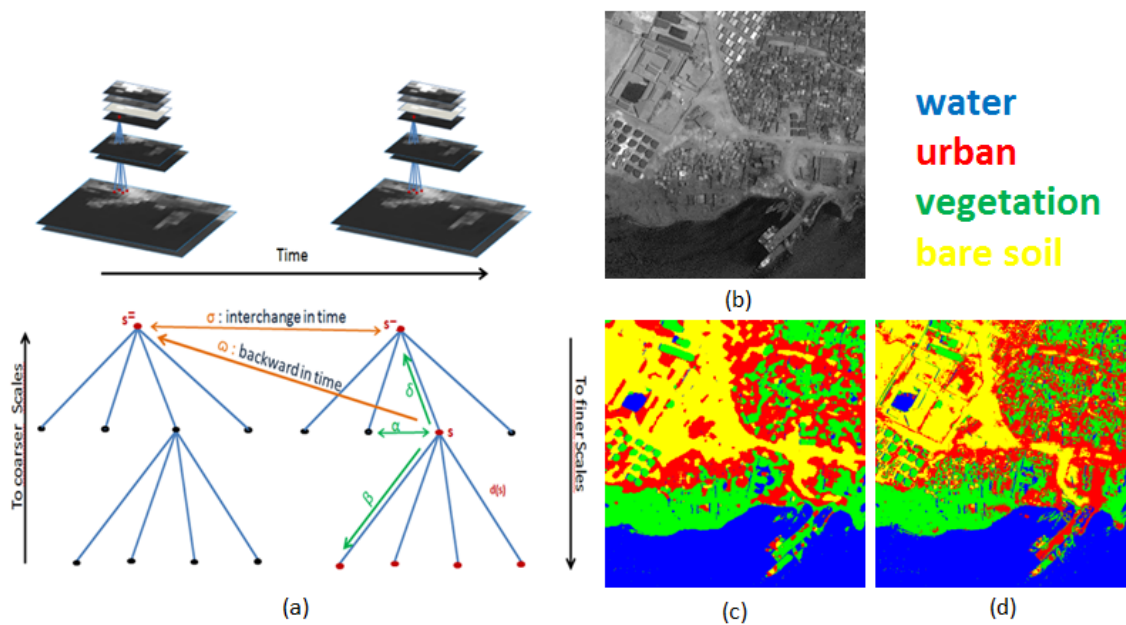 Time
σ : interchange in time
s=
s−
ω : backward in time
δ
α
s
β
d(s)
To coarser Scales
To finer Scales
(a)
(b)
water
urban
vegetation
bare soil
(c)
(d)